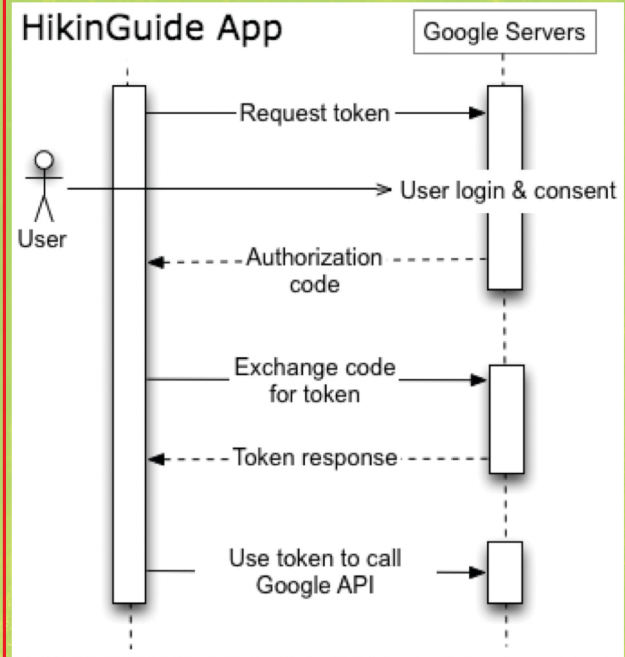 HikinGuide App
Google Servers
Request token
User login & consent
User
Authorization
code
Exchange code
for token
Token response
Use token to call
Google API